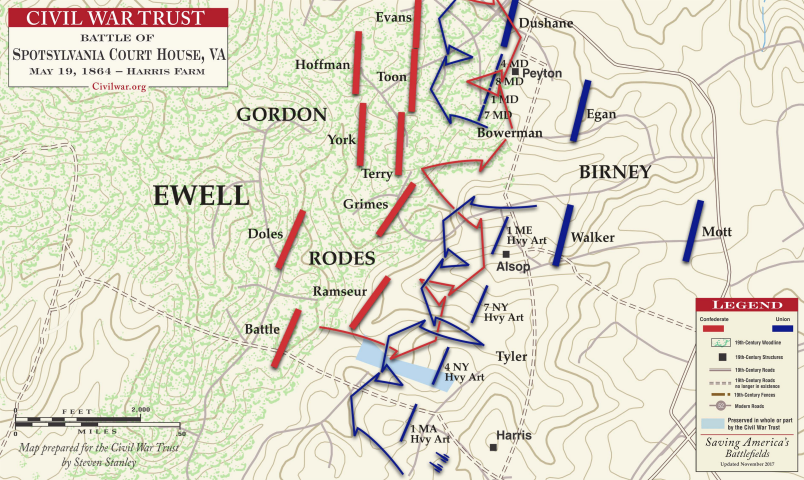 CIVIL WAR TRUST
BATTLE OF
SPOTSYLVANIA COURT HOUSE, VA
MAY 19, 1864 – HARRIS FARM
Civilwar.org
Evans
Dushane
Hoffman
Toon
4 MD
Peyton
8 MD
1 MD
7 MD
Egan
GORDON
York
Bowerman
Terry
BIRNEY
EWELL
Grimes
Doles
1 ME
Hvy Art
Walker
Mott
RODES
Alsop
Ramseur
7 NY
Hvy Art
Battle
Tyler
4 NY
Hvy Art
1 MA
Hvy Art
Harris
LEGEND
Confederate
Union
19th-Century Woodline
19th-Century Structures
19th-Century Roads
19th-Century Roads
no longer in existence
19th-Century Fences
Modern Roads
Preserved in whole or part
by the Civil War Trust
Saving America's
Battlefields
Updated November 2017
FEET
0
2,000
MILES
0
.50
Map prepared for the Civil War Trust
by Steven Stanley